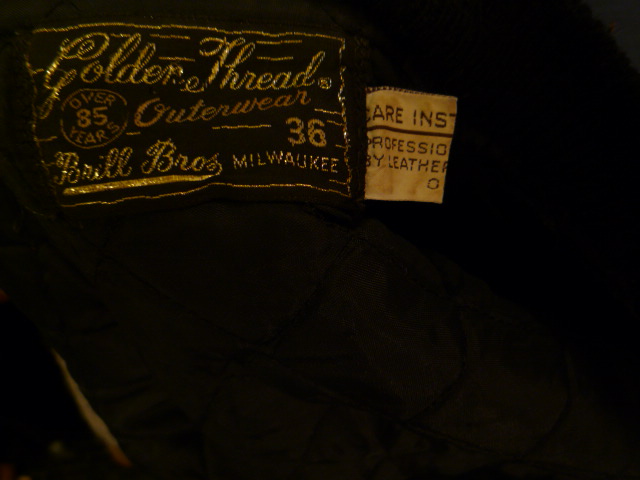 Golden Thread®
OVER
85
YEARS
Outerwear
36
Brill Bros
MILWAUKEE
CARE INST
PROFESSIO
BY LEATHER